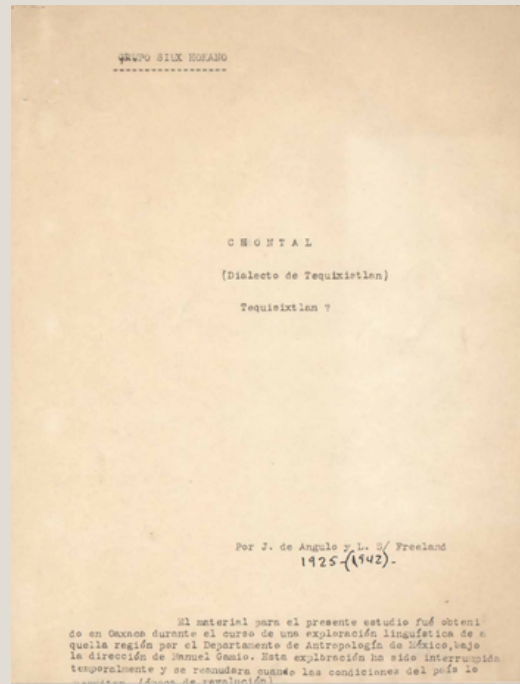 GRUPO SIUX HOKANO
CHONTAL
(Dialecto de Tequixistlan)
Tequisixtlan ?
Por J. de Angulo y L. S/ Freeland
1925-(1942).-
El material para el presente estudio fué obteni
do en Oaxaca durante el curso de una exploración linguística de a
quella región por el Departamento de Antropología de México,bajo
la dirección de Manuel Gamio. Esta exploración ha sido interrumpida
temporalmente y se reanudara cuando las condiciones del país lo
(época de revolución)